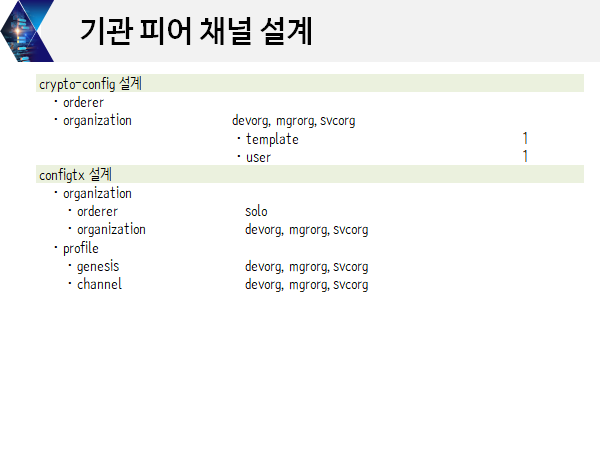 기관 피어 채널 설계
crypto-config 설계
· orderer
· organization devorg, mgrorg, svcorg
· template 1
· user 1
configtx 설계
· organization
· orderer solo
· organization devorg, mgrorg, svcorg
· profile
· genesis devorg, mgrorg, svcorg
· channel devorg, mgrorg, svcorg